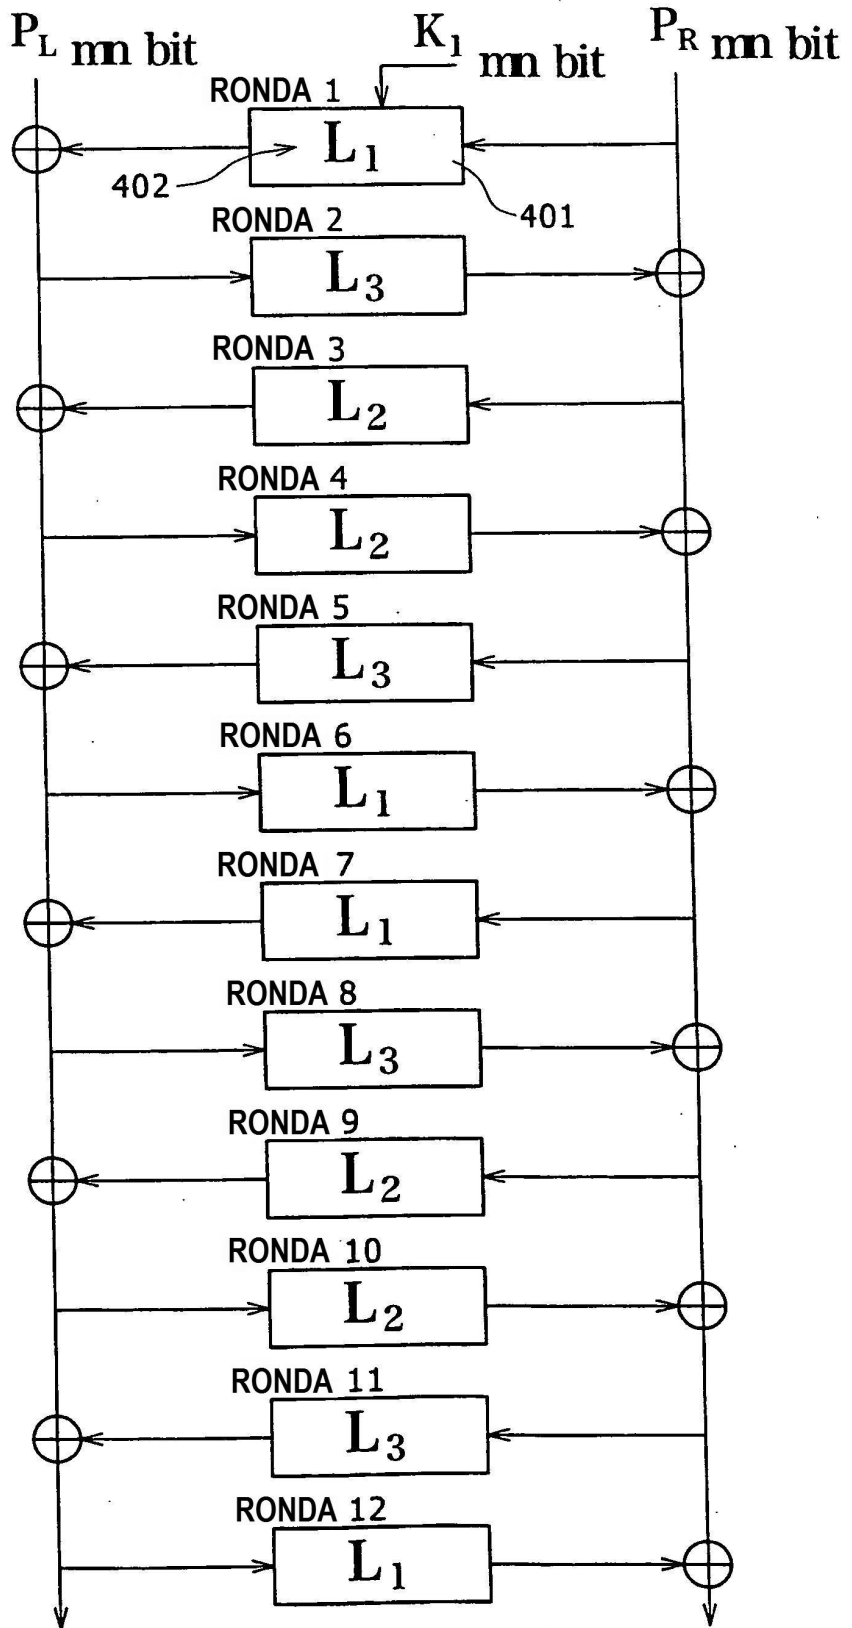 P_L mn bit K_1 mn bit P_R mn bit
RONDA 1
L_1
402
401
RONDA 2
L_3
RONDA 3
L_2
RONDA 4
L_2
RONDA 5
L_3
RONDA 6
L_1
RONDA 7
L_1
RONDA 8
L_3
RONDA 9
L_2
RONDA 10
L_2
RONDA 11
L_3
RONDA 12
L_1